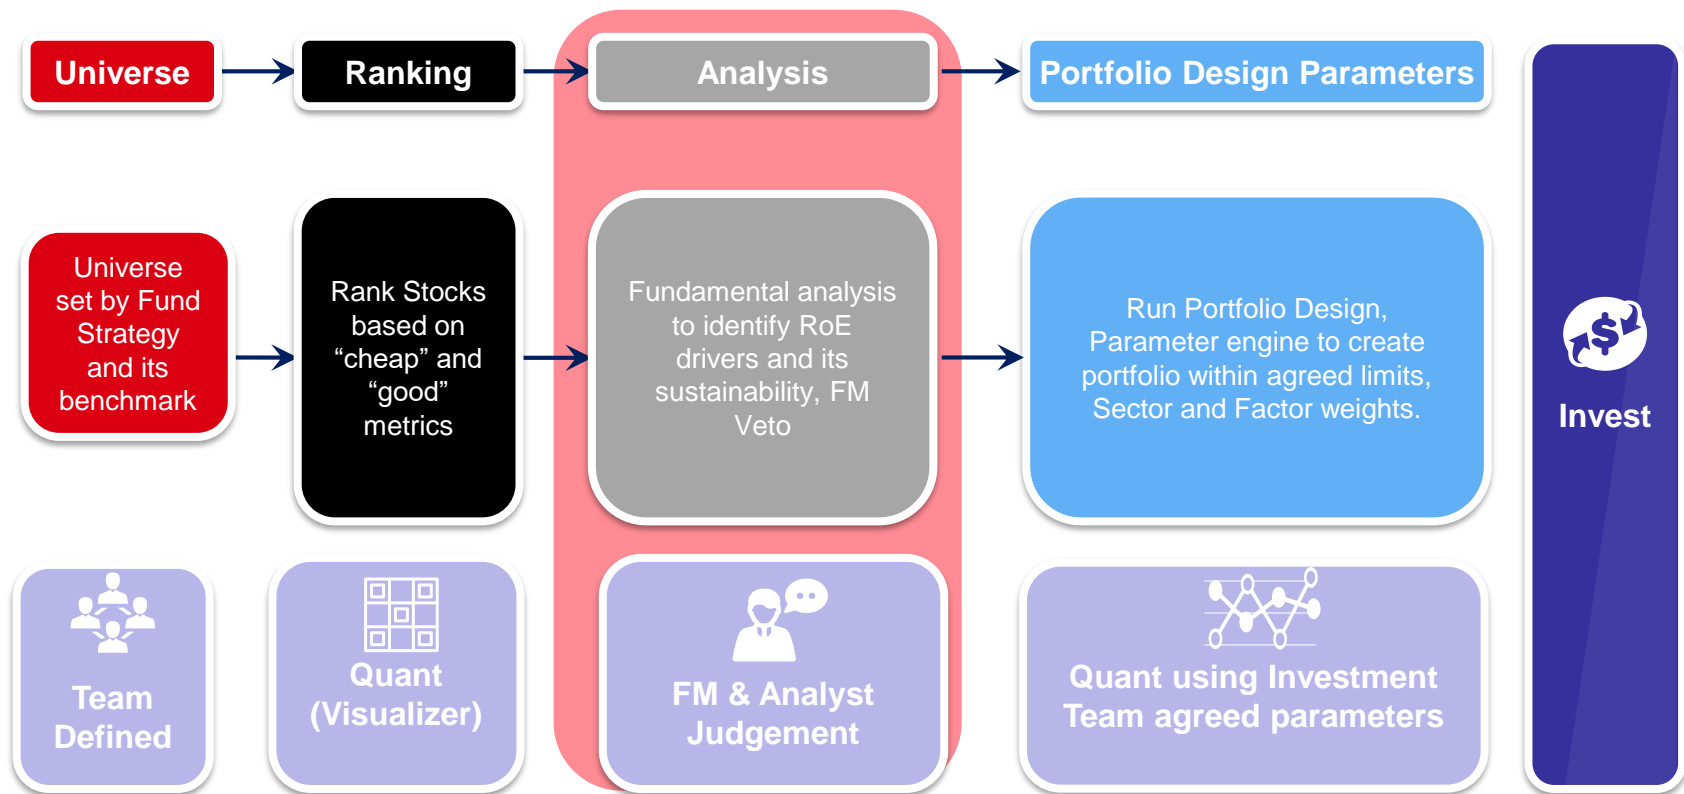 Universe
Ranking
Analysis
Portfolio Design Parameters
Universe
set by Fund
Strategy
and its
benchmark
Rank Stocks
based on
“cheap” and
“good”
metrics
Fundamental analysis
to identify RoE
drivers and its
sustainability, FM
Veto
Run Portfolio Design,
Parameter engine to create
portfolio within agreed limits,
Sector and Factor weights.
$
Invest
Team
Defined
Quant
(Visualizer)
FM & Analyst
Judgement
Quant using Investment
Team agreed parameters